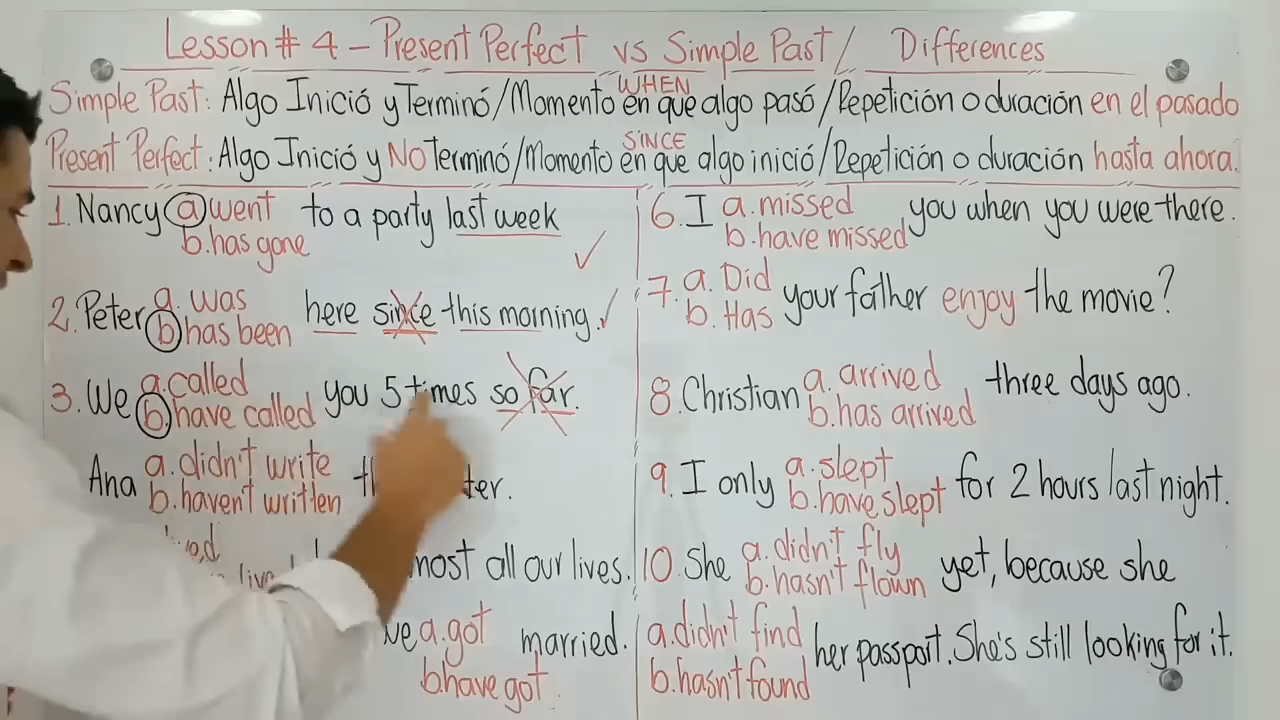 Lesson # 4 - Present Perfect vs Simple Past / Differences
WHEN
Simple Past: Algo Inició y Terminó/Momento en que algo pasó/Repetición o duración en el pasado
SINCE
Present Perfect: Algo Inició y NO Terminó/Momento en que algo inició/Repetición o duración hasta ahora.
1. Nancy a went to a party last week
b. has gone
2. Peter a. was here since this morning.
b has been
3. We a. called you 5 times so far.
b have called
Ana a. didn't write
b. haven't written
most all our lives.
we a. got married.
b have got.
6. I a. missed you when you were there.
b. have missed
7. a. Did your father enjoy the movie?
b. Has
8. Christian a. arrived three days ago.
b. has arrived
9. I only a. slept for 2 hours last night.
b. have slept
10. She a. didn't fly yet, because she
b. hasn't flown
a. didn't find her passport. She's still looking for it.
b. hasn't found